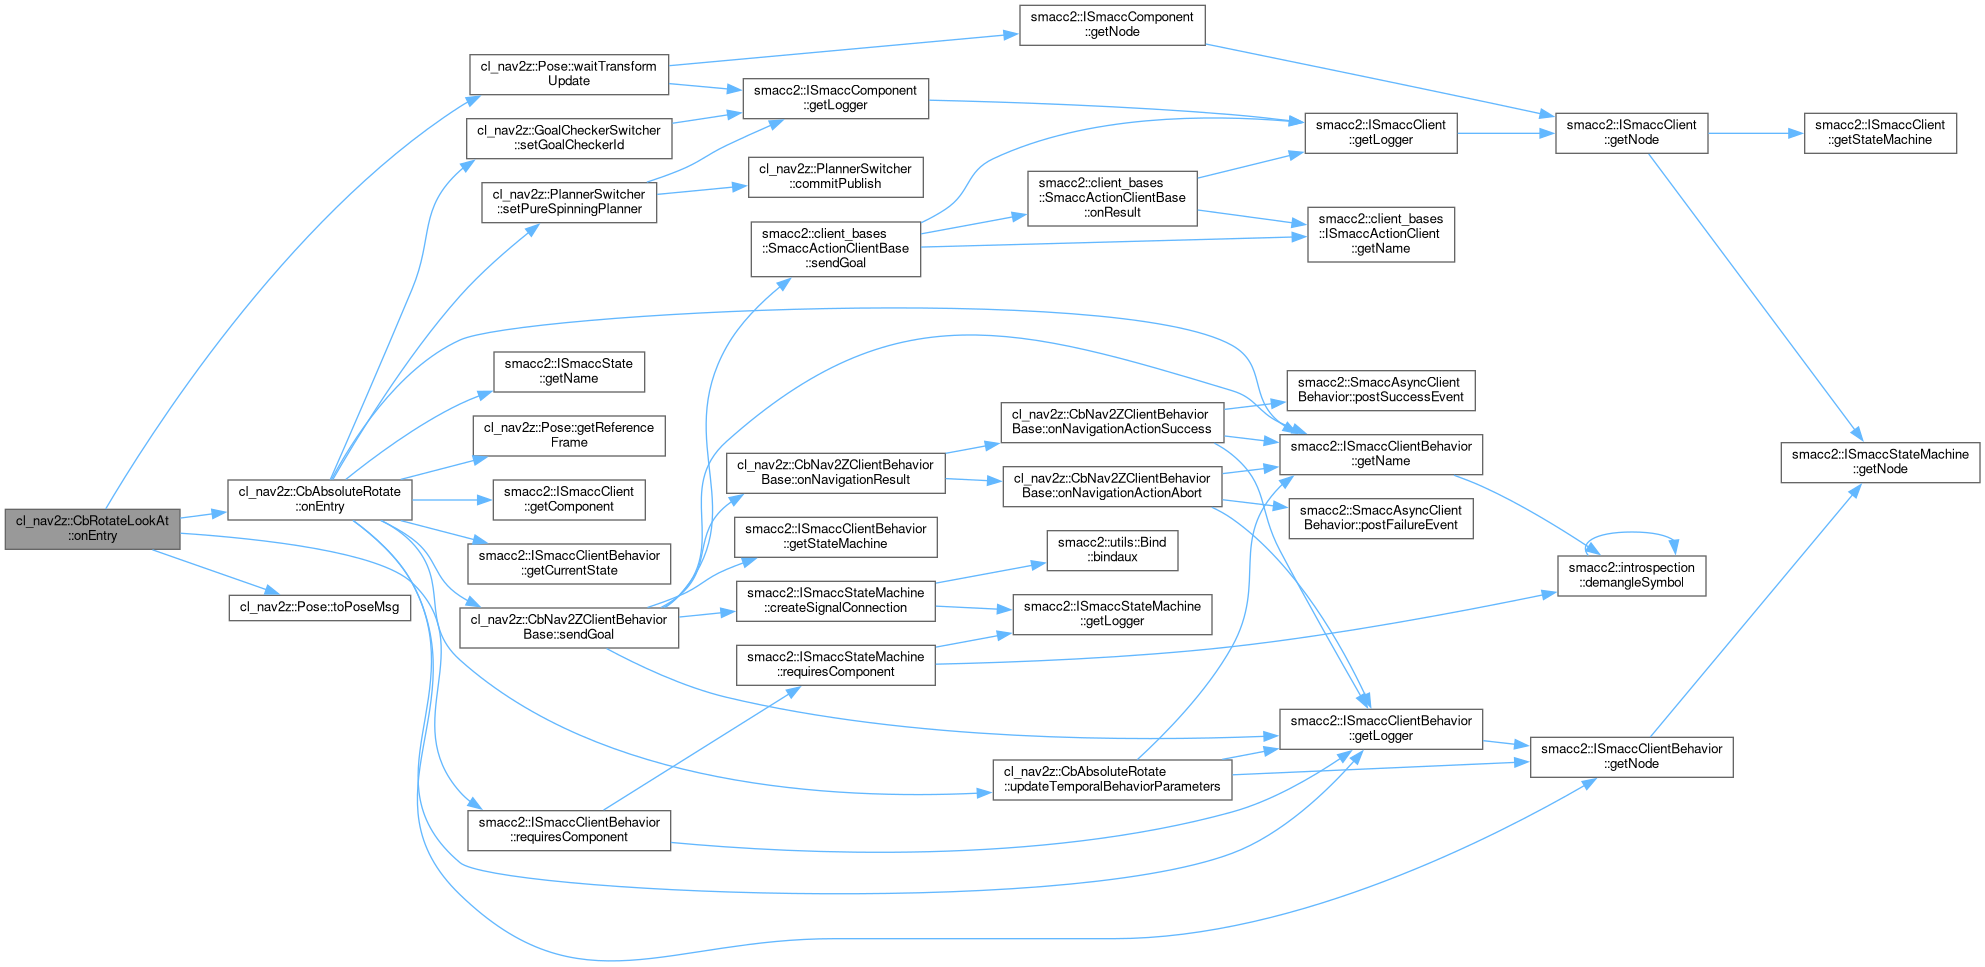 cl_nav2z::CbRotateLookAt
::onEntry
cl_nav2z::Pose::waitTransform
Update
cl_nav2z::CbAbsoluteRotate
::onEntry
cl_nav2z::Pose::toPoseMsg
cl_nav2z::GoalCheckerSwitcher
::setGoalCheckerId
cl_nav2z::PlannerSwitcher
::setPureSpinningPlanner
smacc2::ISmaccState
::getName
cl_nav2z::Pose::getReference
Frame
smacc2::ISmaccClient
::getComponent
smacc2::ISmaccClientBehavior
::getCurrentState
cl_nav2z::CbNav2ZClientBehavior
Base::sendGoal
smacc2::ISmaccClientBehavior
::requiresComponent
smacc2::ISmaccComponent
::getLogger
cl_nav2z::PlannerSwitcher
::commitPublish
smacc2::client_bases
::SmaccActionClientBase
::sendGoal
cl_nav2z::CbNav2ZClientBehavior
Base::onNavigationResult
smacc2::ISmaccClientBehavior
::getStateMachine
smacc2::ISmaccStateMachine
::createSignalConnection
smacc2::ISmaccStateMachine
::requiresComponent
smacc2::ISmaccComponent
::getNode
smacc2::client_bases
::SmaccActionClientBase
::onResult
cl_nav2z::CbNav2ZClientBehavior
Base::onNavigationActionSuccess
cl_nav2z::CbNav2ZClientBehavior
Base::onNavigationActionAbort
smacc2::utils::Bind
::bindaux
smacc2::ISmaccStateMachine
::getLogger
cl_nav2z::CbAbsoluteRotate
::updateTemporalBehaviorParameters
smacc2::ISmaccClient
::getLogger
smacc2::client_bases
::ISmaccActionClient
::getName
smacc2::SmaccAsyncClient
Behavior::postSuccessEvent
smacc2::ISmaccClientBehavior
::getName
smacc2::SmaccAsyncClient
Behavior::postFailureEvent
smacc2::ISmaccClientBehavior
::getLogger
smacc2::ISmaccClient
::getNode
smacc2::introspection
::demangleSymbol
smacc2::ISmaccClientBehavior
::getNode
smacc2::ISmaccClient
::getStateMachine
smacc2::ISmaccStateMachine
::getNode